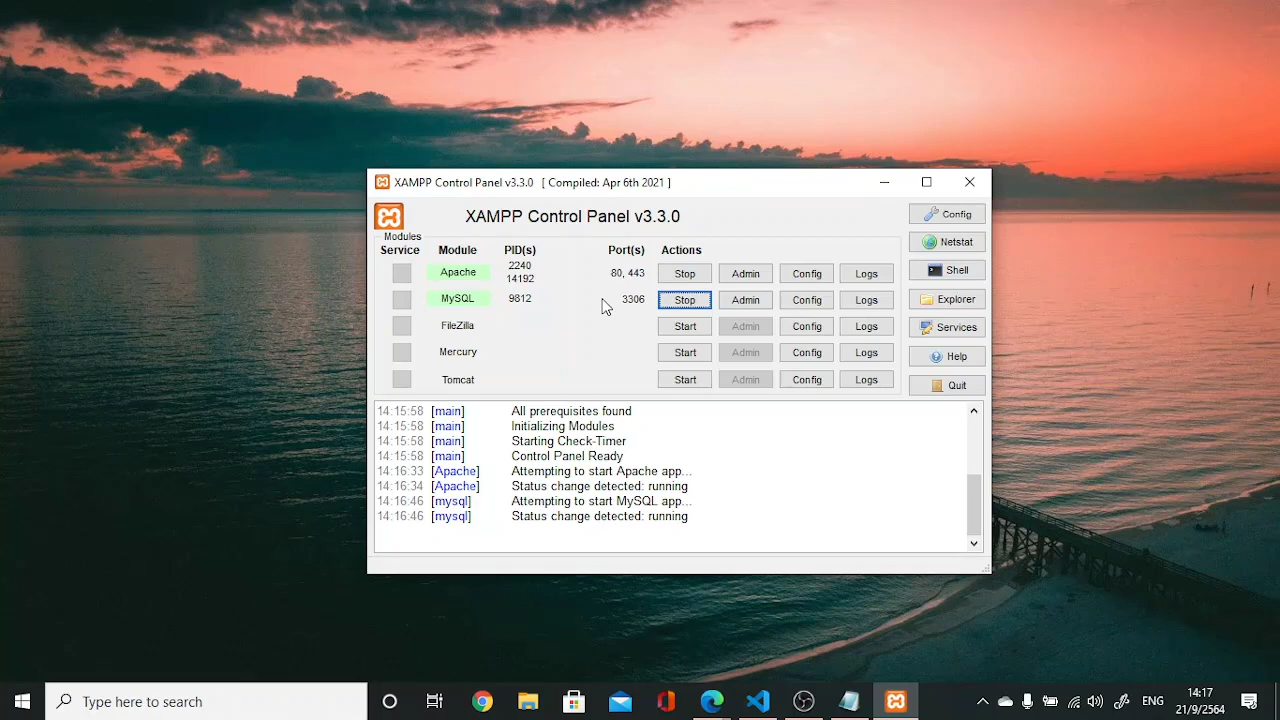 XAMPP Control Panel v3.3.0 [ Compiled: Apr 6th 2021 ]
XAMPP Control Panel v3.3.0
Config
Modules
Netstat
Service Module PID(s) Port(s) Actions
Apache 2240 14192 80, 443 Stop Admin Config Logs
Shell
MySQL 9812 3306 Stop Admin Config Logs
Explorer
FileZilla Start Admin Config Logs
Services
Mercury Start Admin Config Logs
Help
Tomcat Start Admin Config Logs
Quit
14:15:58 [main] All prerequisites found
14:15:58 [main] Initializing Modules
14:15:58 [main] Starting Check-Timer
14:15:58 [main] Control Panel Ready
14:16:33 [Apache] Attempting to start Apache app...
14:16:34 [Apache] Status change detected: running
14:16:46 [mysql] Attempting to start MySQL app...
14:16:46 [mysql] Status change detected: running
Type here to search
ENG
14:17
21/9/2564